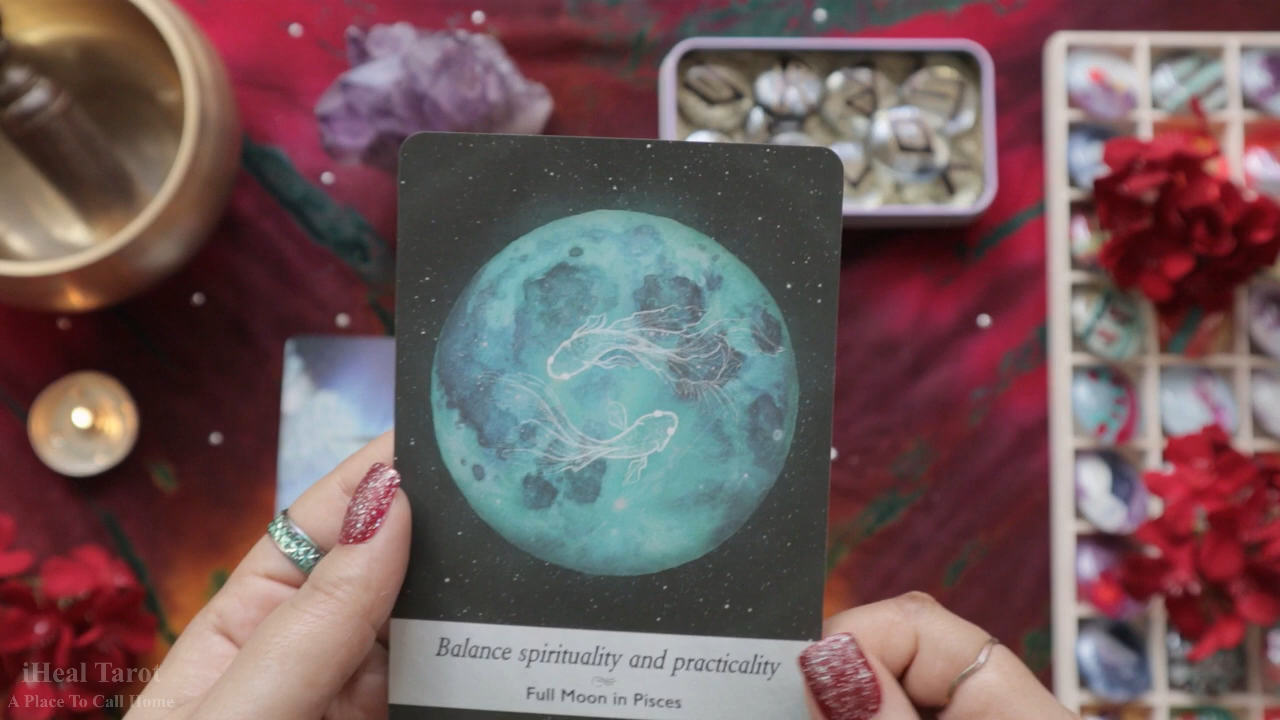 Balance spirituality and practicality
Full Moon in Pisces
iHeal Tarot
A Place To Call Home